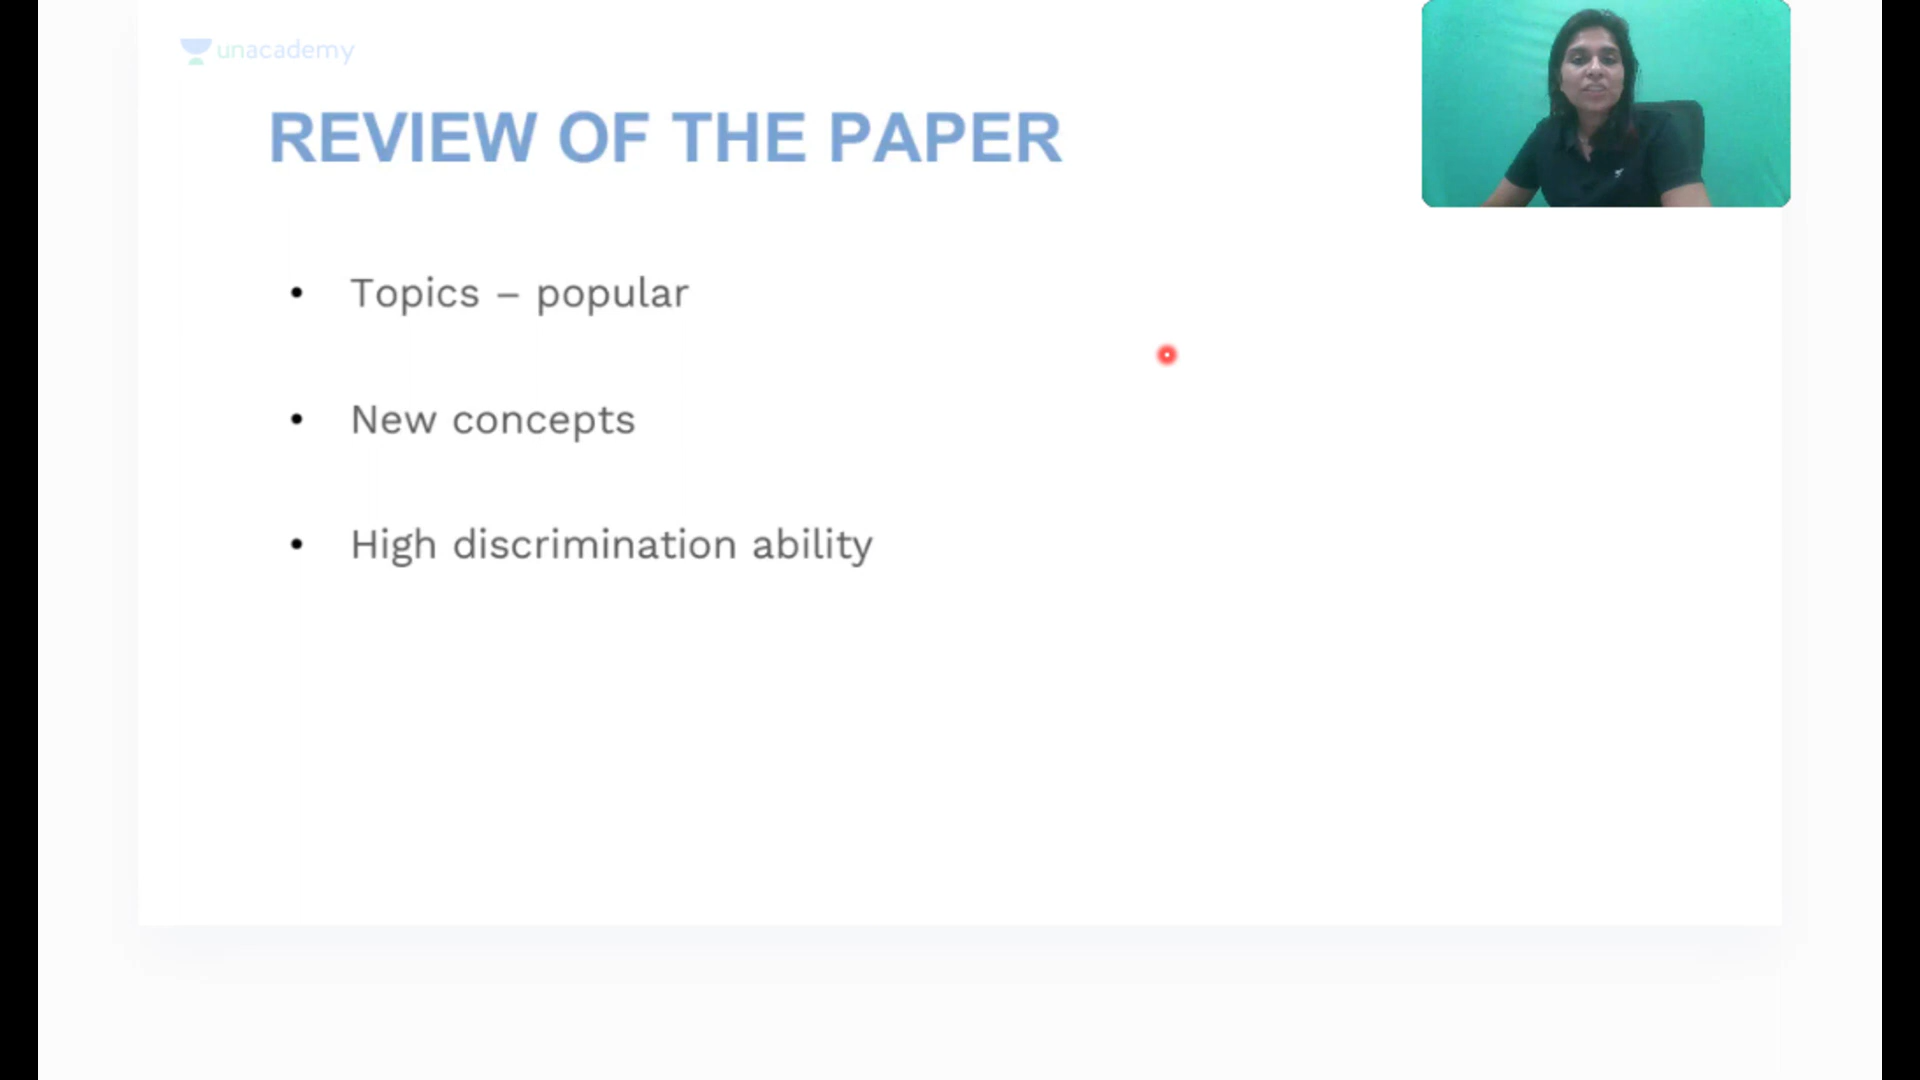 unacademy
REVIEW OF THE PAPER
• Topics – popular
• New concepts
• High discrimination ability